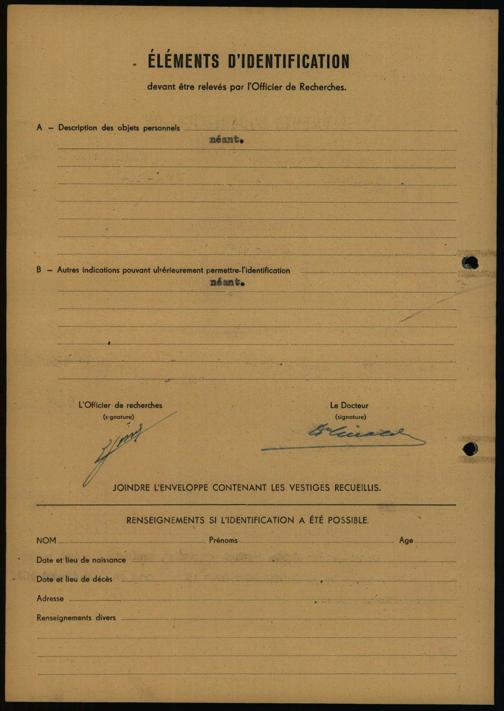 ÉLÉMENTS D'IDENTIFICATION
devant être relevés par l'Officier de Recherches.
A — Description des objets personnels
néant.
B — Autres indications pouvant ultérieurement permettre l'identification
néant.
L'Officier de recherches
Le Docteur
(signature)
(signature)
JOINDRE L'ENVELOPPE CONTENANT LES VESTIGES RECUEILLIS.
RENSEIGNEMENTS SI L'IDENTIFICATION A ÉTÉ POSSIBLE.
NOM Prénoms Age
Date et lieu de naissance
Date et lieu de décès
Adresse
Renseignements divers